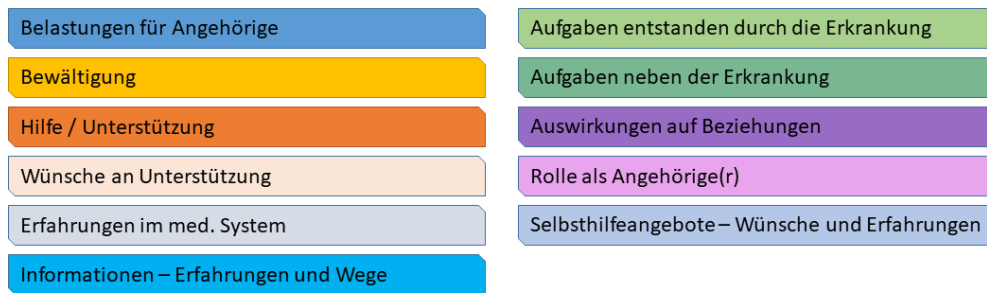 Belastungen für Angehörige
Bewältigung
Hilfe / Unterstützung
Wünsche an Unterstützung
Erfahrungen im med. System
Informationen – Erfahrungen und Wege
Aufgaben entstanden durch die Erkrankung
Aufgaben neben der Erkrankung
Auswirkungen auf Beziehungen
Rolle als Angehörige(r)
Selbsthilfeangebote – Wünsche und Erfahrungen